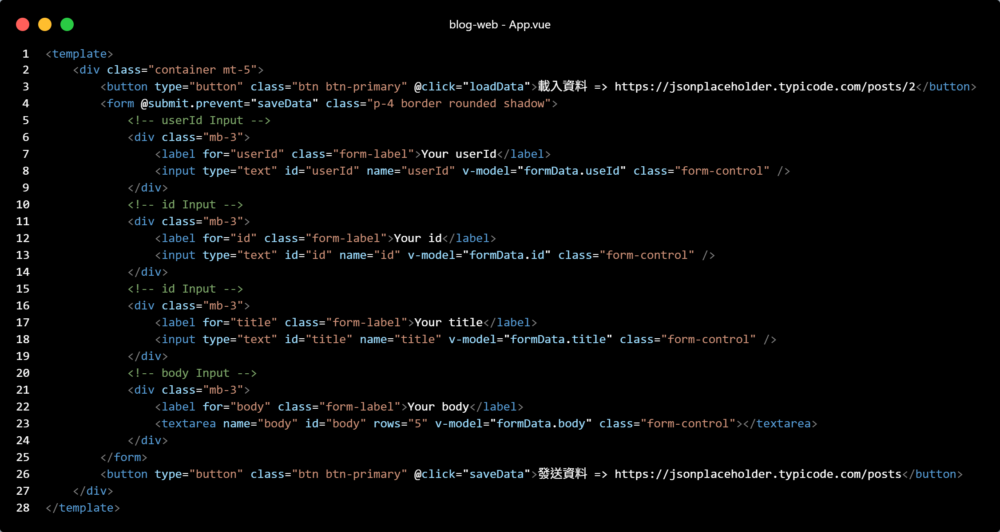 blog-web - App.vue
1 <template>
2     <div class="container mt-5">
3         <button type="button" class="btn btn-primary" @click="loadData">載入資料 => https://jsonplaceholder.typicode.com/posts/2</button>
4         <form @submit.prevent="saveData" class="p-4 border rounded shadow">
5             <!-- userId Input -->
6             <div class="mb-3">
7                 <label for="userId" class="form-label">Your userId</label>
8                 <input type="text" id="userId" name="userId" v-model="formData.useId" class="form-control" />
9             </div>
10             <!-- id Input -->
11             <div class="mb-3">
12                 <label for="id" class="form-label">Your id</label>
13                 <input type="text" id="id" name="id" v-model="formData.id" class="form-control" />
14             </div>
15             <!-- id Input -->
16             <div class="mb-3">
17                 <label for="title" class="form-label">Your title</label>
18                 <input type="text" id="title" name="title" v-model="formData.title" class="form-control" />
19             </div>
20             <!-- body Input -->
21             <div class="mb-3">
22                 <label for="body" class="form-label">Your body</label>
23                 <textarea name="body" id="body" rows="5" v-model="formData.body" class="form-control"></textarea>
24             </div>
25         </form>
26         <button type="button" class="btn btn-primary" @click="saveData">發送資料 => https://jsonplaceholder.typicode.com/posts</button>
27     </div>
28 </template>